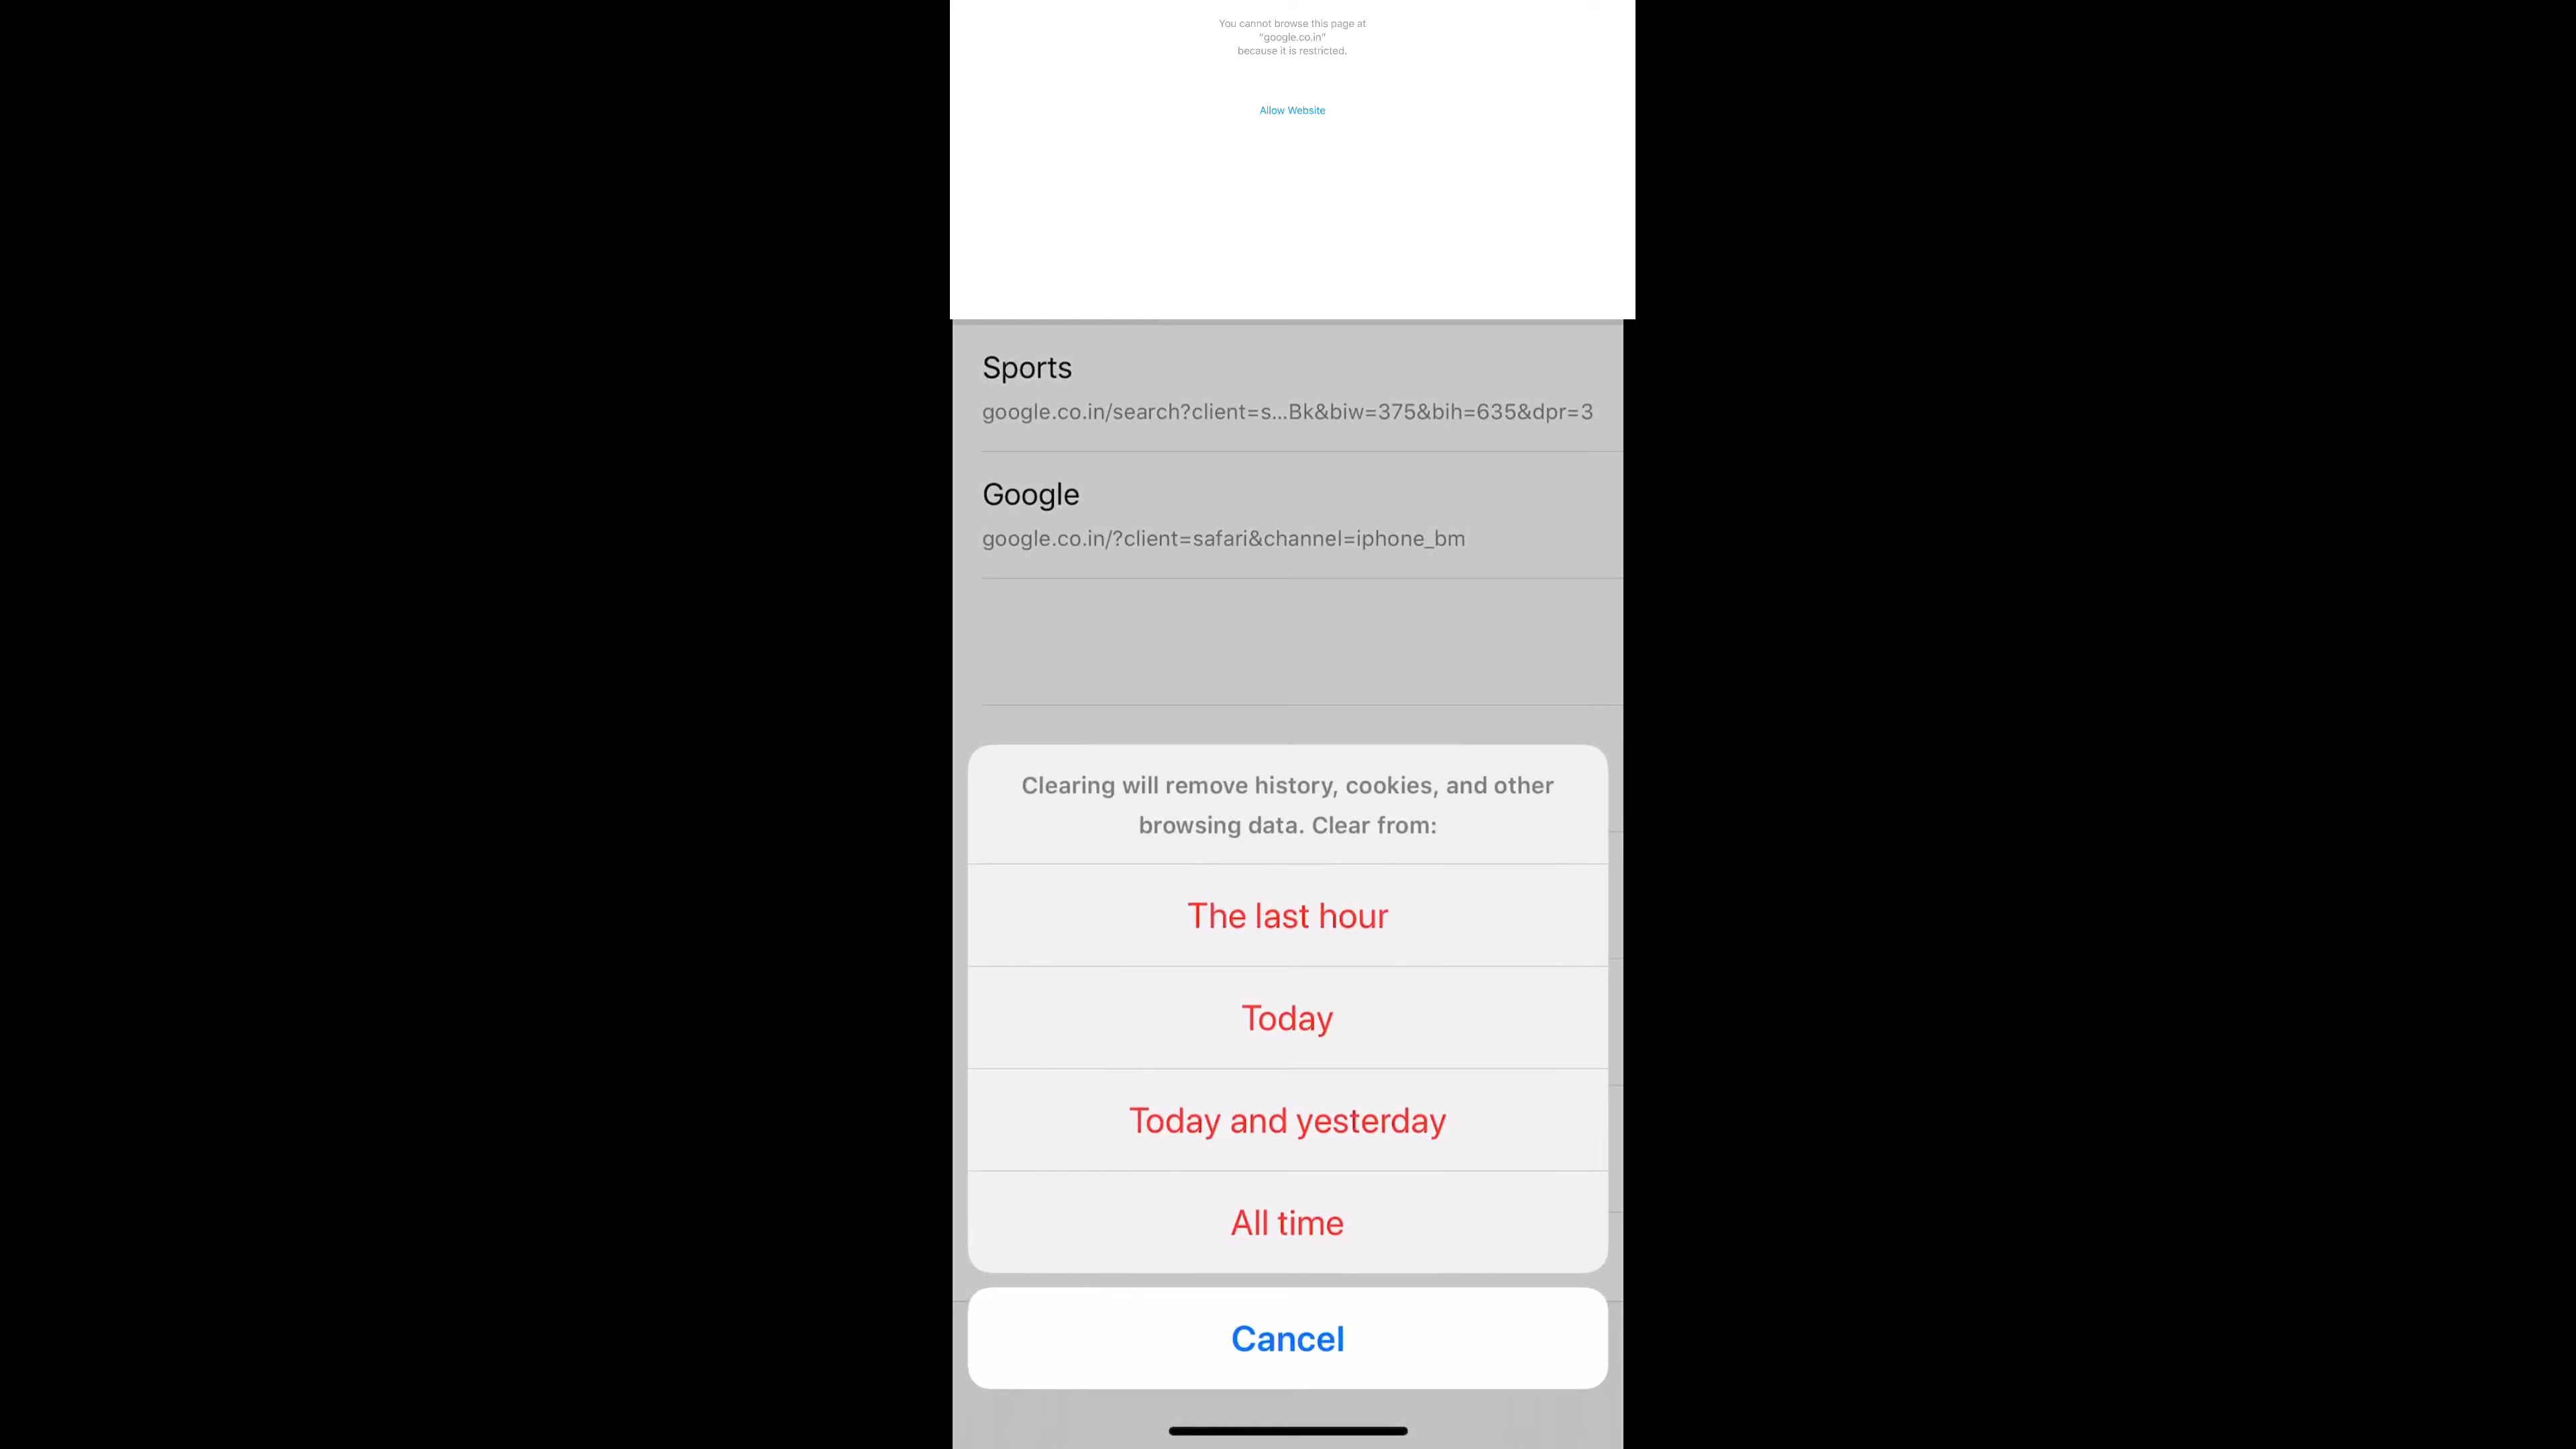 You cannot browse this page at
"google.co.in"
because it is restricted.
Allow Website
Sports
google.co.in/search?client=s...Bk&biw=375&bih=635&dpr=3
Google
google.co.in/?client=safari&channel=iphone_bm
Clearing will remove history, cookies, and other
browsing data. Clear from:
The last hour
Today
Today and yesterday
All time
Cancel